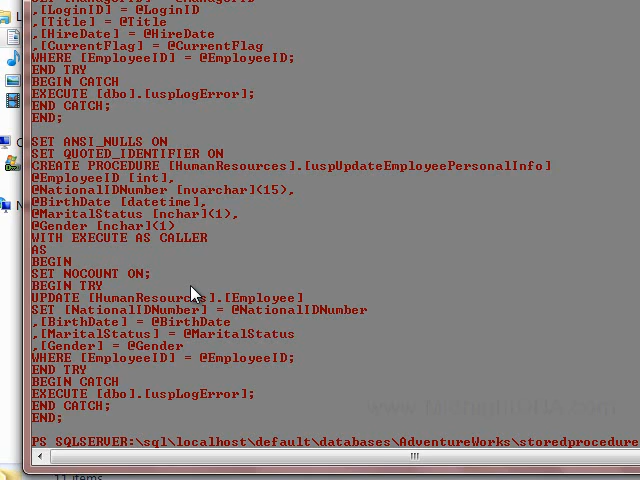 ,[LoginID] = @LoginID
,[Title] = @Title
,[HireDate] = @HireDate
,[CurrentFlag] = @CurrentFlag
WHERE [EmployeeID] = @EmployeeID;
END TRY
BEGIN CATCH
EXECUTE [dbo].[uspLogError];
END CATCH;
END;
SET ANSI_NULLS ON
SET QUOTED_IDENTIFIER ON
CREATE PROCEDURE [HumanResources].[uspUpdateEmployeePersonalInfo]
@EmployeeID [int],
@NationalIDNumber [nvarchar](15),
@BirthDate [datetime],
@MaritalStatus [nchar](1),
@Gender [nchar](1)
WITH EXECUTE AS CALLER
AS
BEGIN
SET NOCOUNT ON;
BEGIN TRY
UPDATE [HumanResources].[Employee]
SET [NationalIDNumber] = @NationalIDNumber
,[BirthDate] = @BirthDate
,[MaritalStatus] = @MaritalStatus
,[Gender] = @Gender
WHERE [EmployeeID] = @EmployeeID;
END TRY
BEGIN CATCH
EXECUTE [dbo].[uspLogError];
END CATCH;
END;
PS SQLSERVER:\sql\localhost\default\databases\AdventureWorks\storedprocedure
11 items